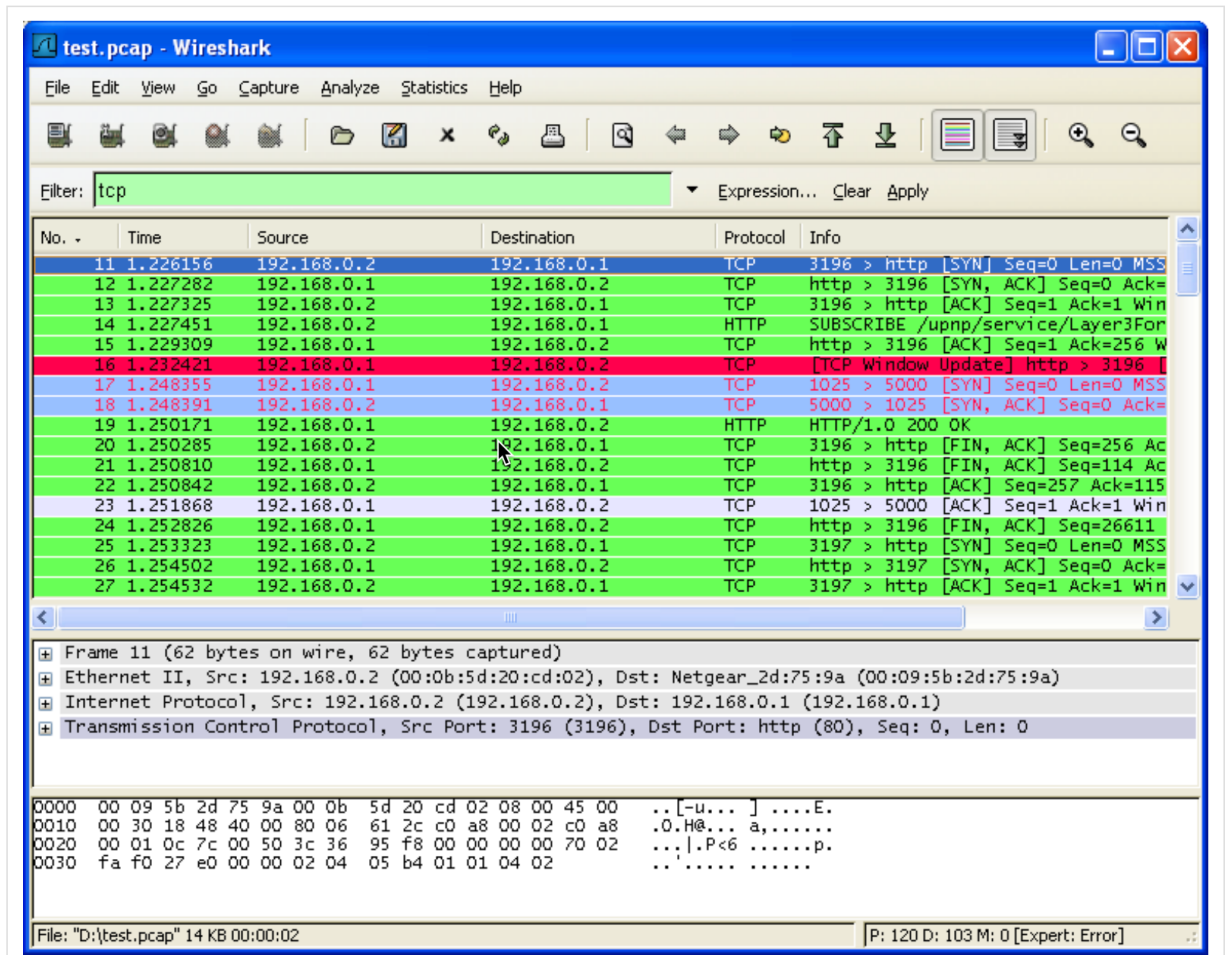 test.pcap - Wireshark
File Edit View Go Capture Analyze Statistics Help
Filter: tcp Expression... Clear Apply
No. Time Source Destination Protocol Info
11 1.226156 192.168.0.2 192.168.0.1 TCP 3196 > http [SYN] Seq=0 Len=0 MSS
12 1.227282 192.168.0.1 192.168.0.2 TCP http > 3196 [SYN, ACK] Seq=0 Ack=
13 1.227325 192.168.0.2 192.168.0.1 TCP 3196 > http [ACK] Seq=1 Ack=1 Win
14 1.227451 192.168.0.2 192.168.0.1 HTTP SUBSCRIBE /upnp/service/Layer3For
15 1.229309 192.168.0.1 192.168.0.2 TCP http > 3196 [ACK] Seq=1 Ack=256 W
16 1.232421 192.168.0.1 192.168.0.2 TCP [TCP Window Update] http > 3196 [
17 1.248355 192.168.0.1 192.168.0.2 TCP 1025 > 5000 [SYN] Seq=0 Len=0 MSS
18 1.248391 192.168.0.2 192.168.0.1 TCP 5000 > 1025 [SYN, ACK] Seq=0 Ack=
19 1.250171 192.168.0.1 192.168.0.2 HTTP HTTP/1.0 200 OK
20 1.250285 192.168.0.2 192.168.0.1 TCP 3196 > http [FIN, ACK] Seq=256 Ac
21 1.250810 192.168.0.1 192.168.0.2 TCP http > 3196 [FIN, ACK] Seq=114 Ac
22 1.250842 192.168.0.2 192.168.0.1 TCP 3196 > http [ACK] Seq=257 Ack=115
23 1.251868 192.168.0.1 192.168.0.2 TCP 1025 > 5000 [ACK] Seq=1 Ack=1 Win
24 1.252826 192.168.0.1 192.168.0.2 TCP http > 3196 [FIN, ACK] Seq=26611
25 1.253323 192.168.0.2 192.168.0.1 TCP 3197 > http [SYN] Seq=0 Len=0 MSS
26 1.254502 192.168.0.1 192.168.0.2 TCP http > 3197 [SYN, ACK] Seq=0 Ack=
27 1.254532 192.168.0.2 192.168.0.1 TCP 3197 > http [ACK] Seq=1 Ack=1 Win
Frame 11 (62 bytes on wire, 62 bytes captured)
Ethernet II, Src: 192.168.0.2 (00:0b:5d:20:cd:02), Dst: Netgear_2d:75:9a (00:09:5b:2d:75:9a)
Internet Protocol, Src: 192.168.0.2 (192.168.0.2), Dst: 192.168.0.1 (192.168.0.1)
Transmission Control Protocol, Src Port: 3196 (3196), Dst Port: http (80), Seq: 0, Len: 0
0000 00 09 5b 2d 75 9a 00 0b 5d 20 cd 02 08 00 45 00 ..[-u... ] ....E.
0010 00 30 18 48 40 00 80 06 61 2c c0 a8 00 02 c0 a8 .0.H@... a,......
0020 00 01 0c 7c 00 50 3c 36 95 f8 00 00 00 00 70 02 ...|.P<6 ......p.
0030 fa f0 27 e0 00 00 02 04 05 b4 01 01 04 02 ..'..... ......
File: "D:\test.pcap" 14 KB 00:00:02 P: 120 D: 103 M: 0 [Expert: Error]